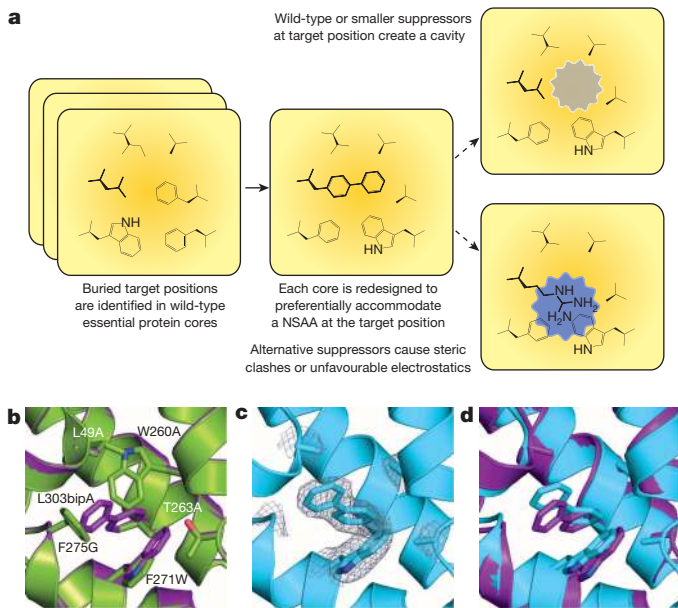 a
Wild-type or smaller suppressors
at target position create a cavity
HN
NH
HN
Buried target positions
are identified in wild-type
essential protein cores
Each core is redesigned to
preferentially accommodate
a NSAA at the target position
Alternative suppressors cause steric
clashes or unfavourable electrostatics
NH
NH2
H2N
HN
b
L49A
W260A
L303bipA
T263A
F275G
F271W
c
d